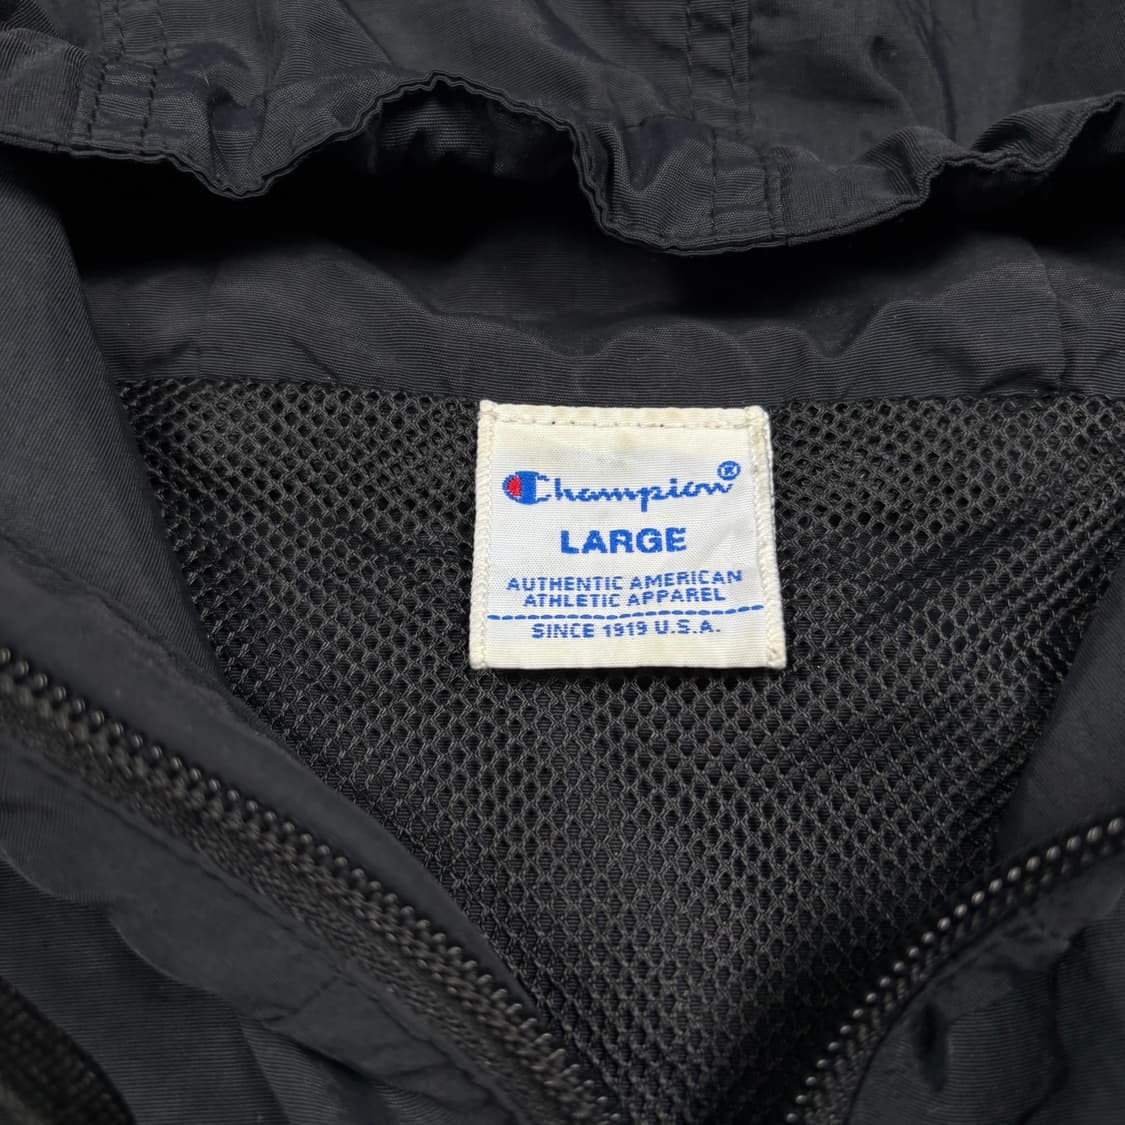 Champion®
LARGE
AUTHENTIC AMERICAN
ATHLETIC APPAREL
SINCE 1919 U.S.A.